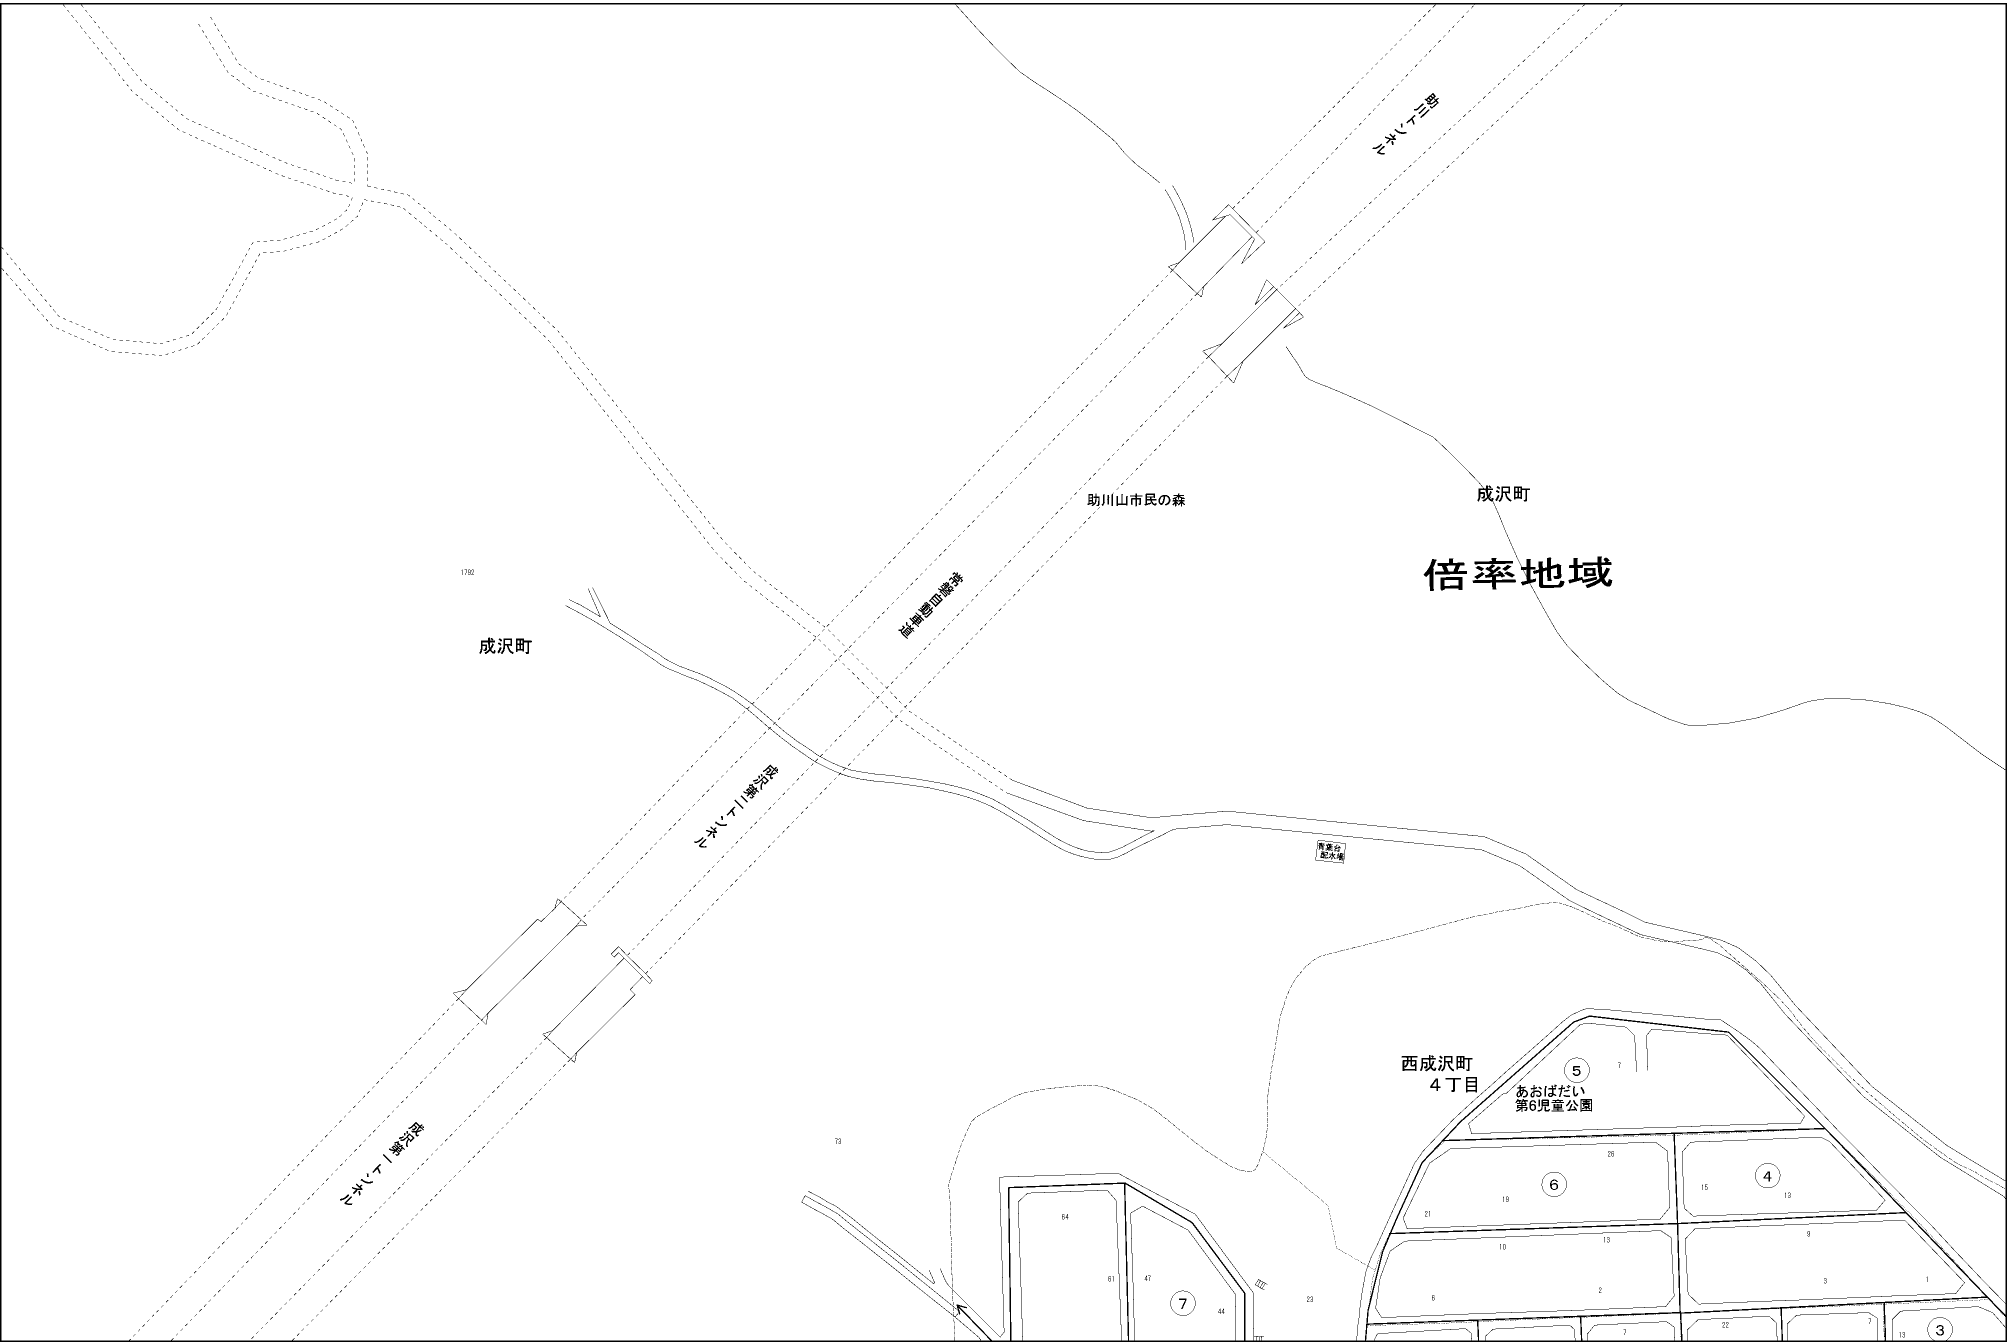 助川トンネル
助川山市民の森
成沢町
倍率地域
1792
常磐自動車道
成沢町
成沢第二トンネル
青葉台
配水場
西成沢町
4丁目
5
7
あおばだい
第6児童公園
成沢第一トンネル
73
28
6
4
19
15
13
21
64
10
13
9
61
47
7
44
23
6
2
3
1
7
22
7
13
3